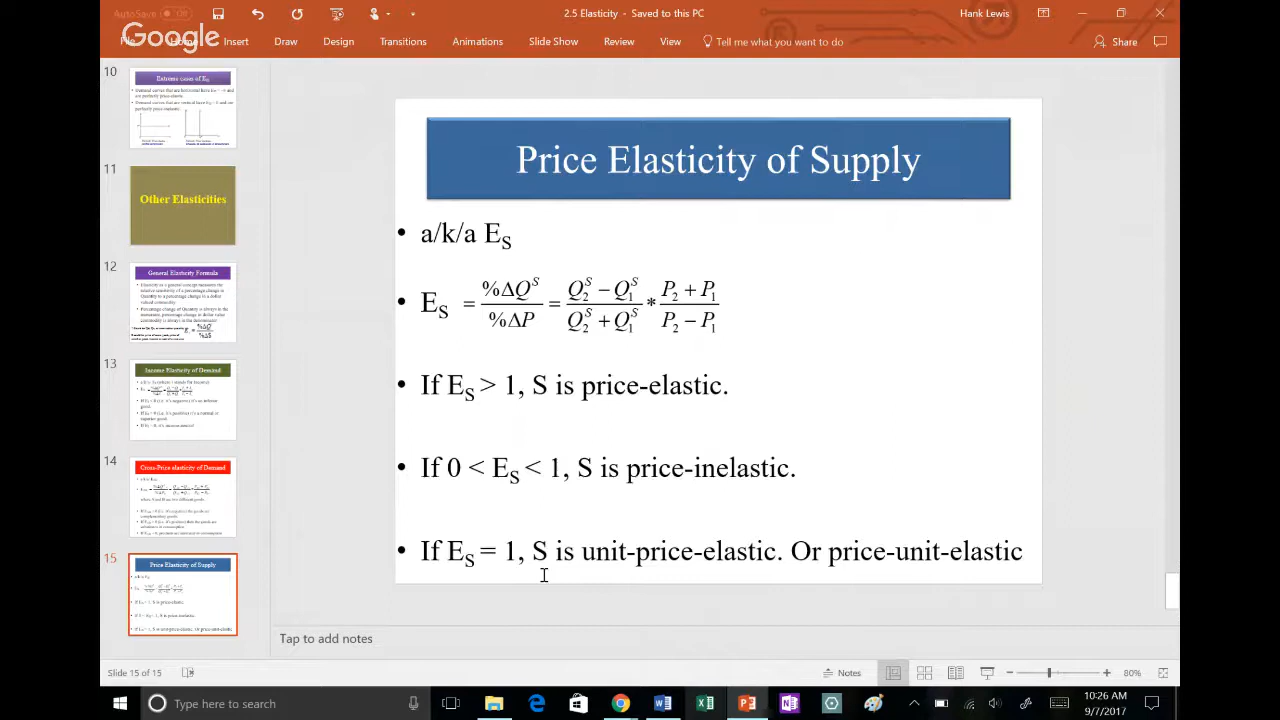 AutoSave
2.5 Elasticity - Saved to this PC
Hank Lewis
Google
File Home Insert Draw Design Transitions Animations Slide Show Review View Tell me what you want to do Share
10
11
Other Elasticities
12
General Elasticity Formula
13
Income Elasticity of Demand
14
Cross-Price elasticity of Demand
15
Price Elasticity of Supply
Price Elasticity of Supply
• a/k/a E_S
• E_S = %ΔQ^S / %ΔP = (Q_2^S − Q_1^S) / (Q_2^S + Q_1^S) * (P_2 + P_1) / (P_2 − P_1)
• If E_S > 1, S is price-elastic.
• If 0 < E_S < 1, S is price-inelastic.
• If E_S = 1, S is unit-price-elastic. Or price-unit-elastic
Tap to add notes
Slide 15 of 15
Notes
80%
Type here to search
10:26 AM
9/7/2017